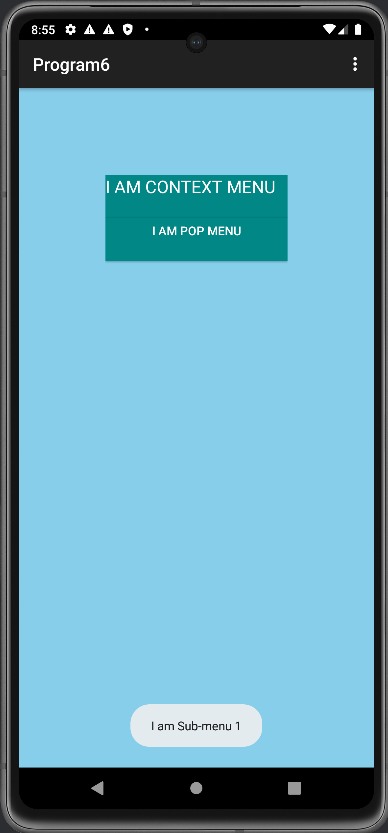 8:55
Program6
I AM CONTEXT MENU
I AM POP MENU
I am Sub-menu 1